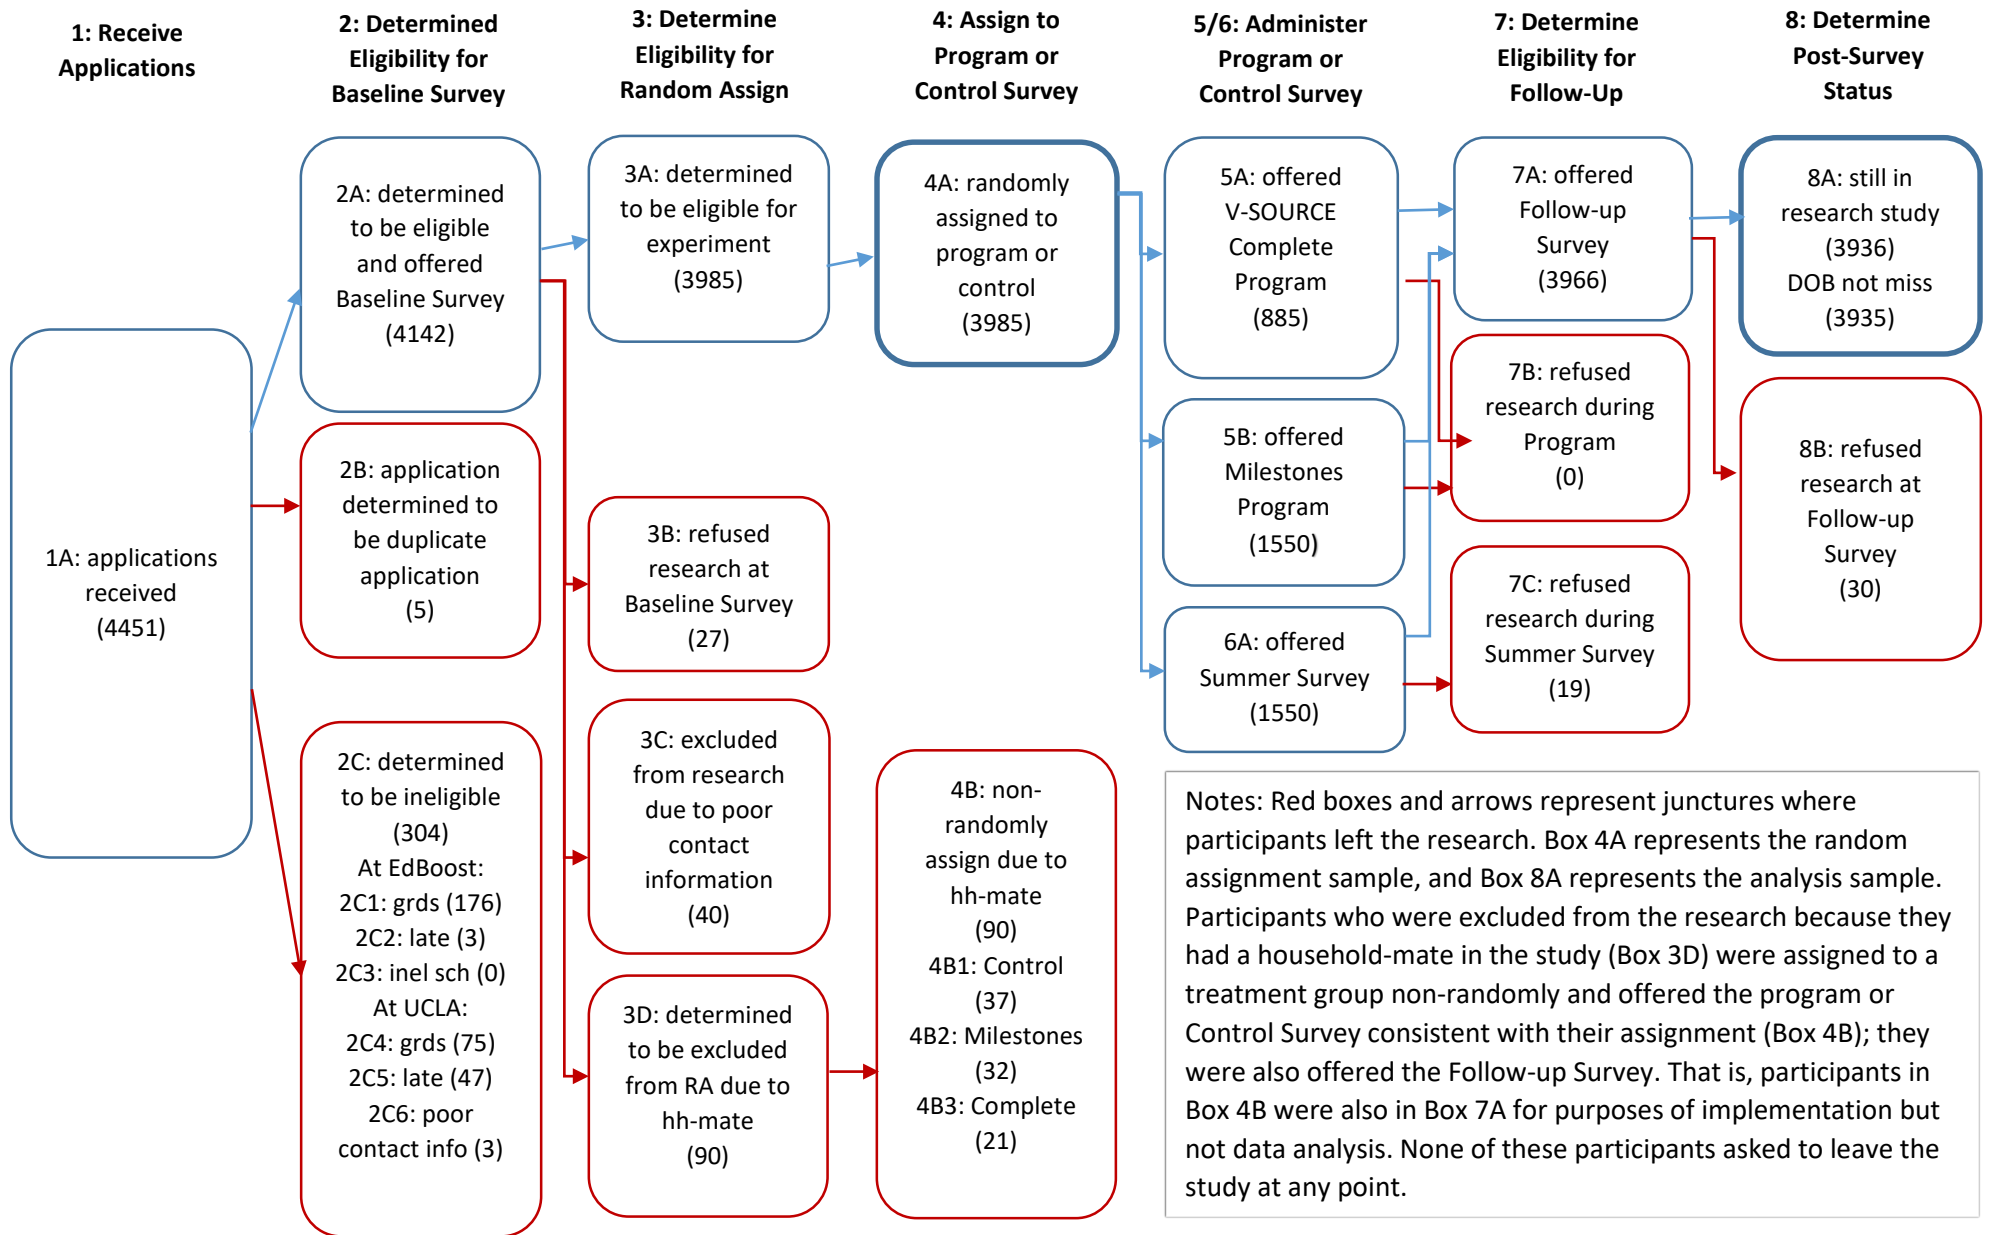 1: Receive
Applications
2: Determined
Eligibility for
Baseline Survey
3: Determine
Eligibility for
Random Assign
4: Assign to
Program or
Control Survey
5/6: Administer
Program or
Control Survey
7: Determine
Eligibility for
Follow-Up
8: Determine
Post-Survey
Status
1A: applications
received
(4451)
2A: determined
to be eligible
and offered
Baseline Survey
(4142)
2B: application
determined to
be duplicate
application
(5)
2C: determined
to be ineligible
(304)
At EdBoost:
2C1: grds (176)
2C2: late (3)
2C3: inel sch (0)
At UCLA:
2C4: grds (75)
2C5: late (47)
2C6: poor
contact info (3)
3A: determined
to be eligible for
experiment
(3985)
3B: refused
research at
Baseline Survey
(27)
3C: excluded
from research
due to poor
contact
information
(40)
3D: determined
to be excluded
from RA due to
hh-mate
(90)
4A: randomly
assigned to
program or
control
(3985)
4B: non-
randomly
assign due to
hh-mate
(90)
4B1: Control
(37)
4B2: Milestones
(32)
4B3: Complete
(21)
5A: offered
V-SOURCE
Complete
Program
(885)
5B: offered
Milestones
Program
(1550)
6A: offered
Summer Survey
(1550)
7A: offered
Follow-up
Survey
(3966)
7B: refused
research during
Program
(0)
7C: refused
research during
Summer Survey
(19)
8A: still in
research study
(3936)
DOB not miss
(3935)
8B: refused
research at
Follow-up
Survey
(30)
Notes: Red boxes and arrows represent junctures where
participants left the research. Box 4A represents the random
assignment sample, and Box 8A represents the analysis sample.
Participants who were excluded from the research because they
had a household-mate in the study (Box 3D) were assigned to a
treatment group non-randomly and offered the program or
Control Survey consistent with their assignment (Box 4B); they
were also offered the Follow-up Survey. That is, participants in
Box 4B were also in Box 7A for purposes of implementation but
not data analysis. None of these participants asked to leave the
study at any point.